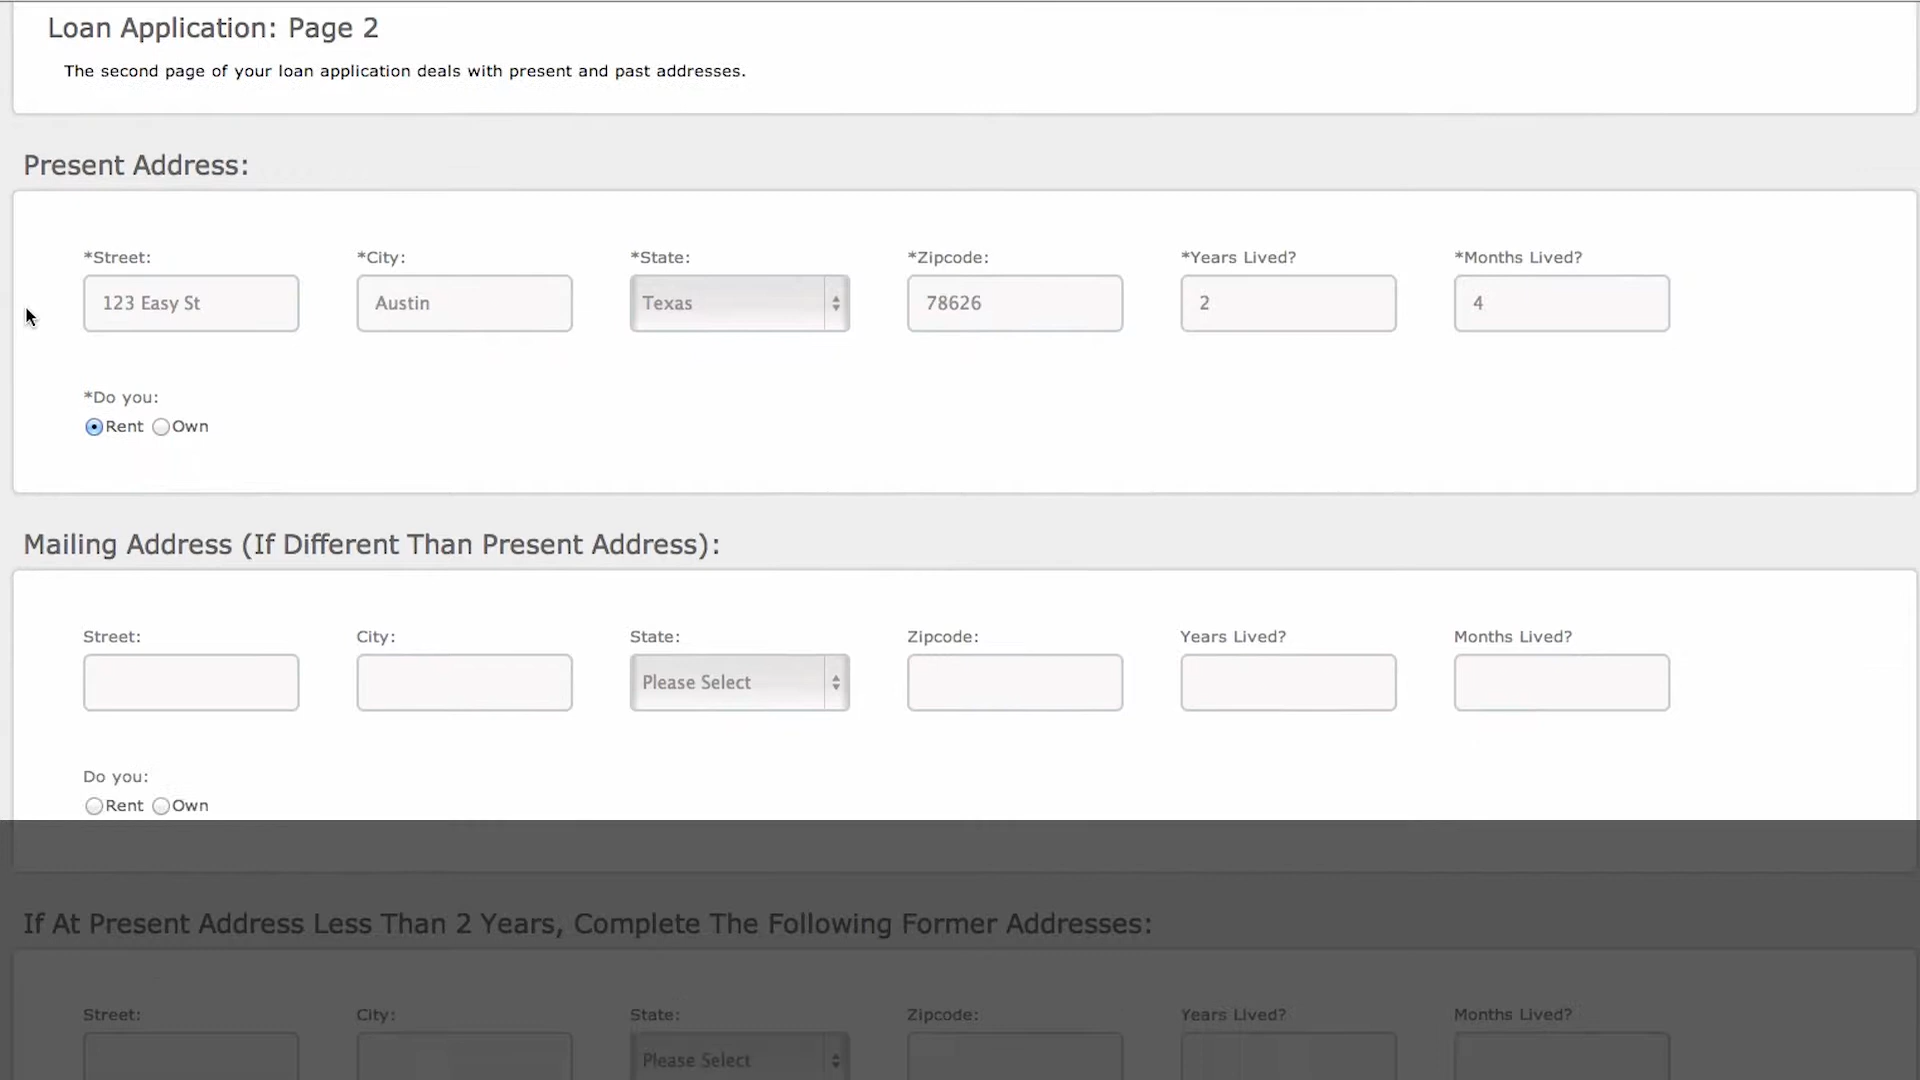 Loan Application: Page 2
The second page of your loan application deals with present and past addresses.
Present Address:
*Street: *City: *State: *Zipcode: *Years Lived? *Months Lived?
123 Easy St Austin Texas 78626 2 4
*Do you:
Rent Own
Mailing Address (If Different Than Present Address):
Street: City: State: Zipcode: Years Lived? Months Lived?
Please Select
Do you:
Rent Own
If At Present Address Less Than 2 Years, Complete The Following Former Addresses:
Street: City: State: Zipcode: Years Lived? Months Lived?
Please Select